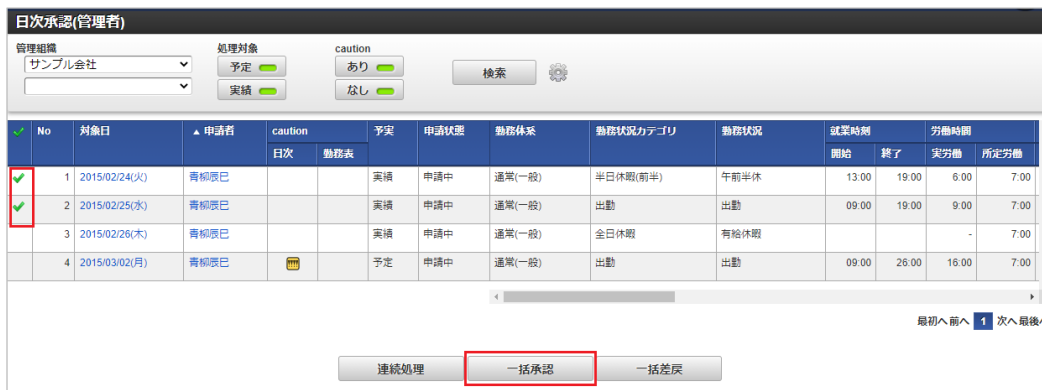 日次承認(管理者)
管理組織 処理対象 caution
サンプル会社 予定 あり 検索
実績 なし
No 対象日 ▲ 申請者 caution 予実 申請状態 勤務体系 勤務状況カテゴリ 勤務状況 就業時刻 労働時間
日次 勤務表 開始 終了 実労働 所定労働
1 2015/02/24(火) 青柳辰巳 実績 申請中 通常(一般) 半日休暇(前半) 午前半休 13:00 19:00 6:00 7:00
2 2015/02/25(水) 青柳辰巳 実績 申請中 通常(一般) 出勤 出勤 09:00 19:00 9:00 7:00
3 2015/02/26(木) 青柳辰巳 実績 申請中 通常(一般) 全日休暇 有給休暇 - 7:00
4 2015/03/02(月) 青柳辰巳 予定 申請中 通常(一般) 出勤 出勤 09:00 26:00 16:00 7:00
最初へ 前へ 1 次へ 最後へ
連続処理 一括承認 一括差戻